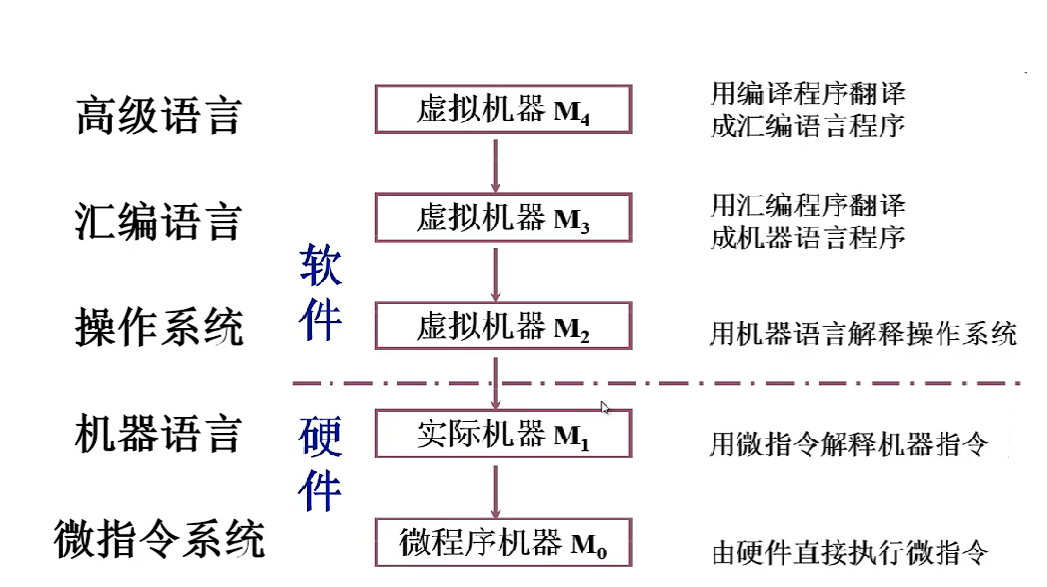 高级语言
虚拟机器 M4
用编译程序翻译
成汇编语言程序
汇编语言
虚拟机器 M3
用汇编程序翻译
成机器语言程序
软
件
操作系统
虚拟机器 M2
用机器语言解释操作系统
机器语言
硬
件
实际机器 M1
用微指令解释机器指令
微指令系统
微程序机器 M0
由硬件直接执行微指令